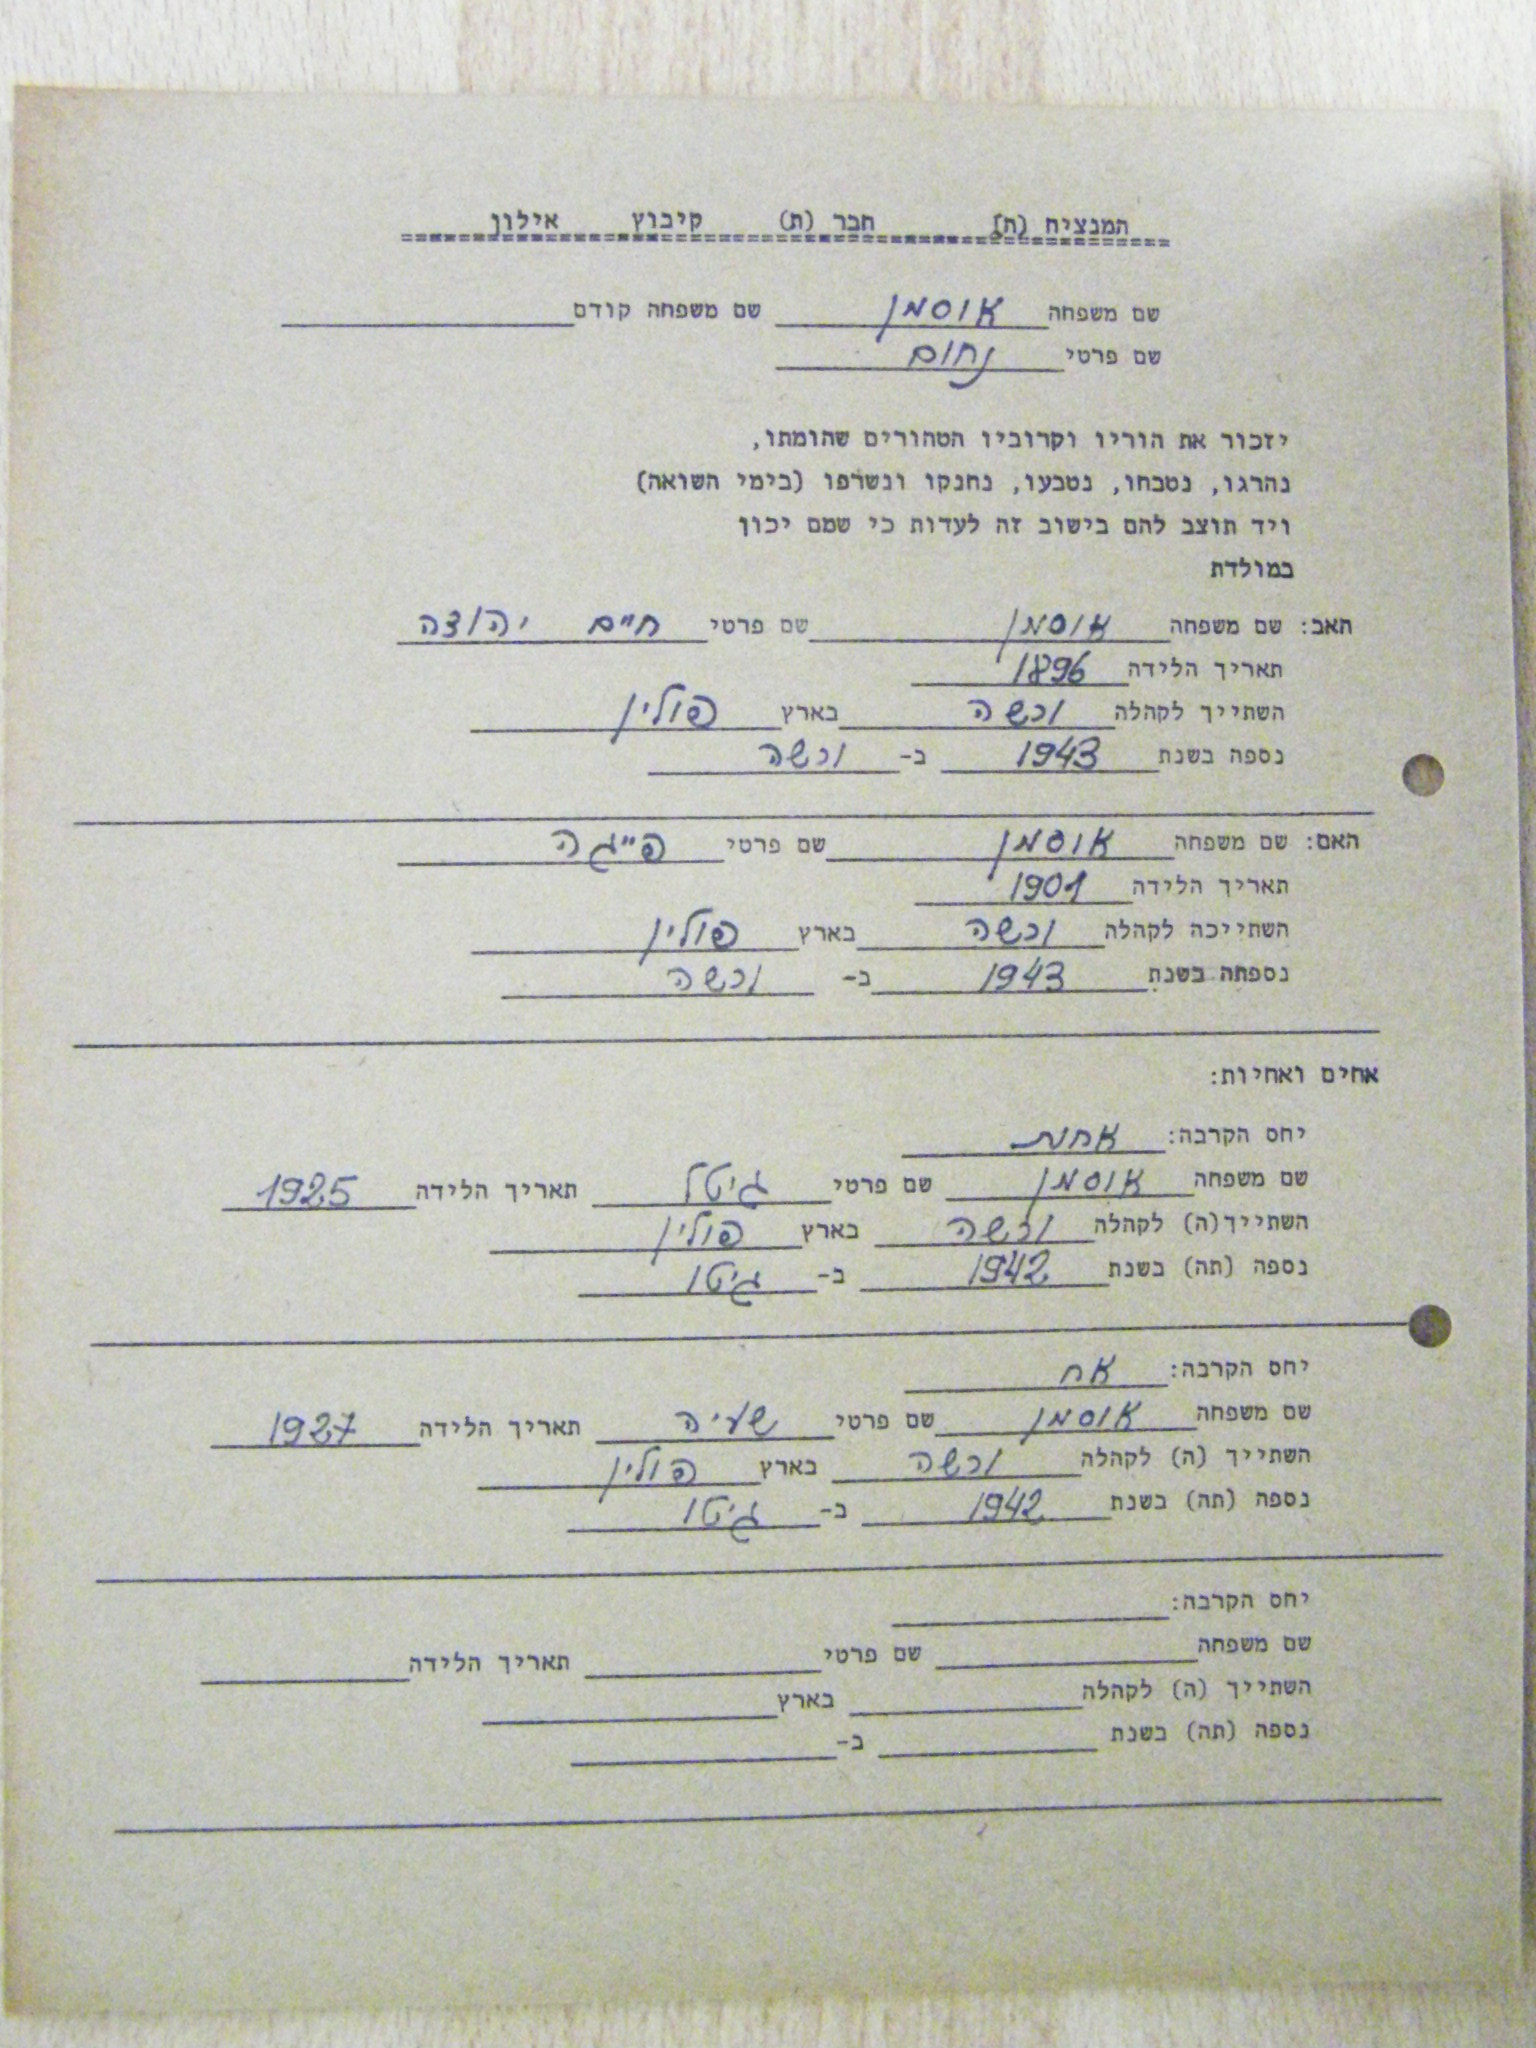 המנציח (ה) חבר (ת) קיבוץ אילון
שם משפחה אוסמן שם משפחה קודם
שם פרטי נחום
יזכור את הוריו וקרוביו הטהורים שהומתו,
נהרגו, נטבחו, נטבעו, נחנקו ונשרפו (בימי השואה)
ויד תוצב להם בישוב זה לעדות כי שמם יכון
במולדת
האב: שם משפחה אוסמן שם פרטי חיים יהודה
תאריך הלידה 1896
השתייך לקהלה ורשה בארץ פולין
נספה בשנת 1943 ב- ורשה
האם: שם משפחה אוסמן שם פרטי פייגה
תאריך הלידה 1901
השתייכה לקהלה ורשה בארץ פולין
נספתה בשנת 1943 ב- ורשה
אחים ואחיות:
יחס הקרבה: אחות
שם משפחה אוסמן שם פרטי גיטל תאריך הלידה 1925
השתייך(ה) לקהלה ורשה בארץ פולין
נספה (תה) בשנת 1942 ב- גיטו
יחס הקרבה: אח
שם משפחה אוסמן שם פרטי שעיה תאריך הלידה 1927
השתייך (ה) לקהלה ורשה בארץ פולין
נספה (תה) בשנת 1942 ב- גיטו
יחס הקרבה:
שם משפחה שם פרטי תאריך הלידה
השתייך (ה) לקהלה בארץ
נספה (תה) בשנת ב-